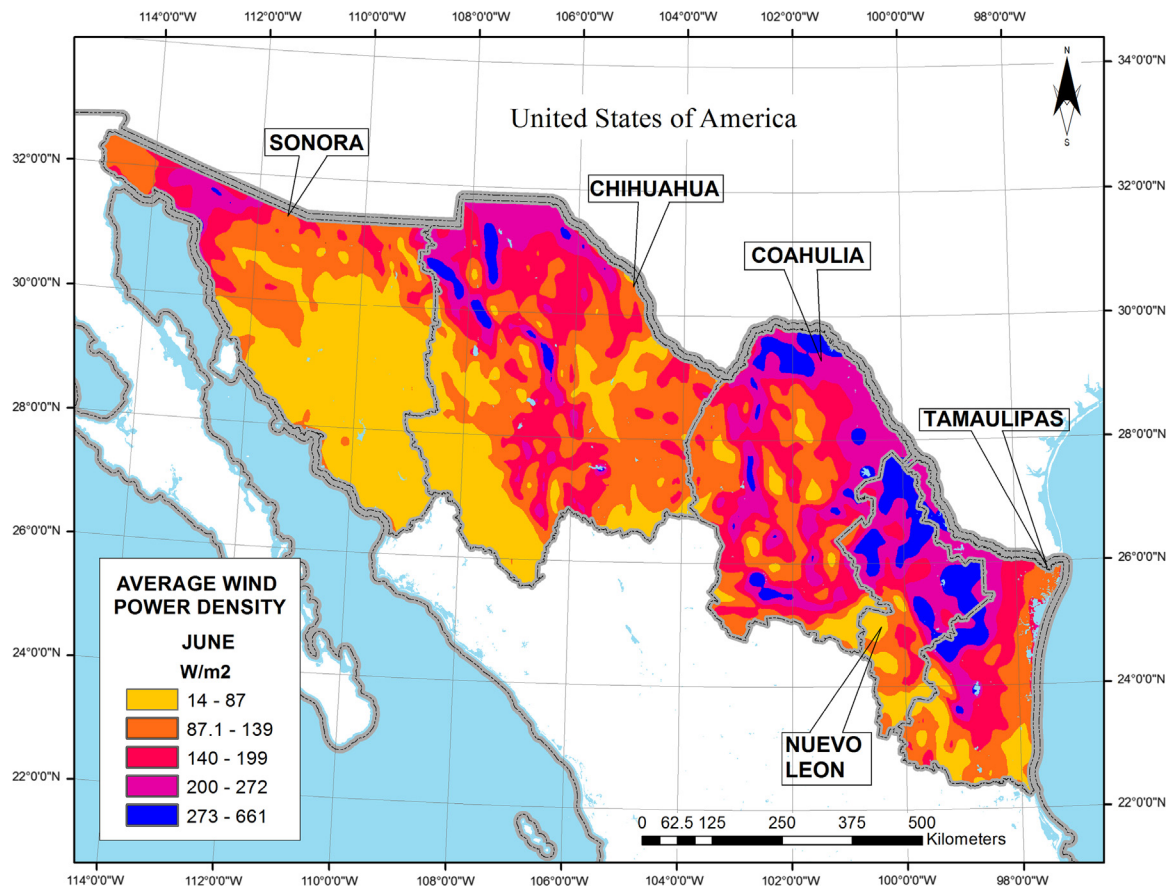 114°0'0"W 112°0'0"W 110°0'0"W 108°0'0"W 106°0'0"W 104°0'0"W 102°0'0"W 100°0'0"W 98°0'0"W
N
34°0'0"N
United States of America
SONORA
S
32°0'0"N
CHIHUAHUA
32°0'0"N
COAHULIA
30°0'0"N
30°0'0"N
TAMAULIPAS
28°0'0"N
28°0'0"N
26°0'0"N
26°0'0"N
AVERAGE WIND
POWER DENSITY
JUNE
W/m2
14 - 87
87.1 - 139
140 - 199
200 - 272
273 - 661
24°0'0"N
24°0'0"N
NUEVO
LEON
22°0'0"N
22°0'0"N
0 62.5 125 250 375 500
Kilometers
114°0'0"W 112°0'0"W 110°0'0"W 108°0'0"W 106°0'0"W 104°0'0"W 102°0'0"W 100°0'0"W 98°0'0"W